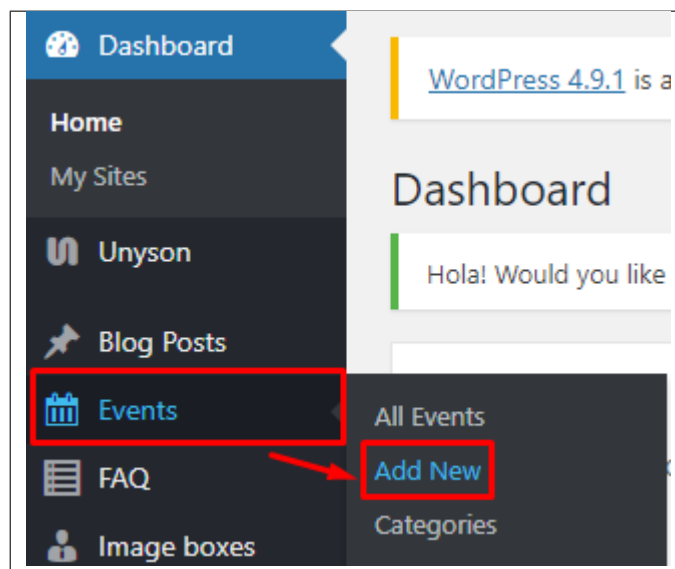 Dashboard
Home
My Sites
Unyson
Blog Posts
Events
FAQ
Image boxes
WordPress 4.9.1 is a
Dashboard
Hola! Would you like
All Events
Add New
Categories